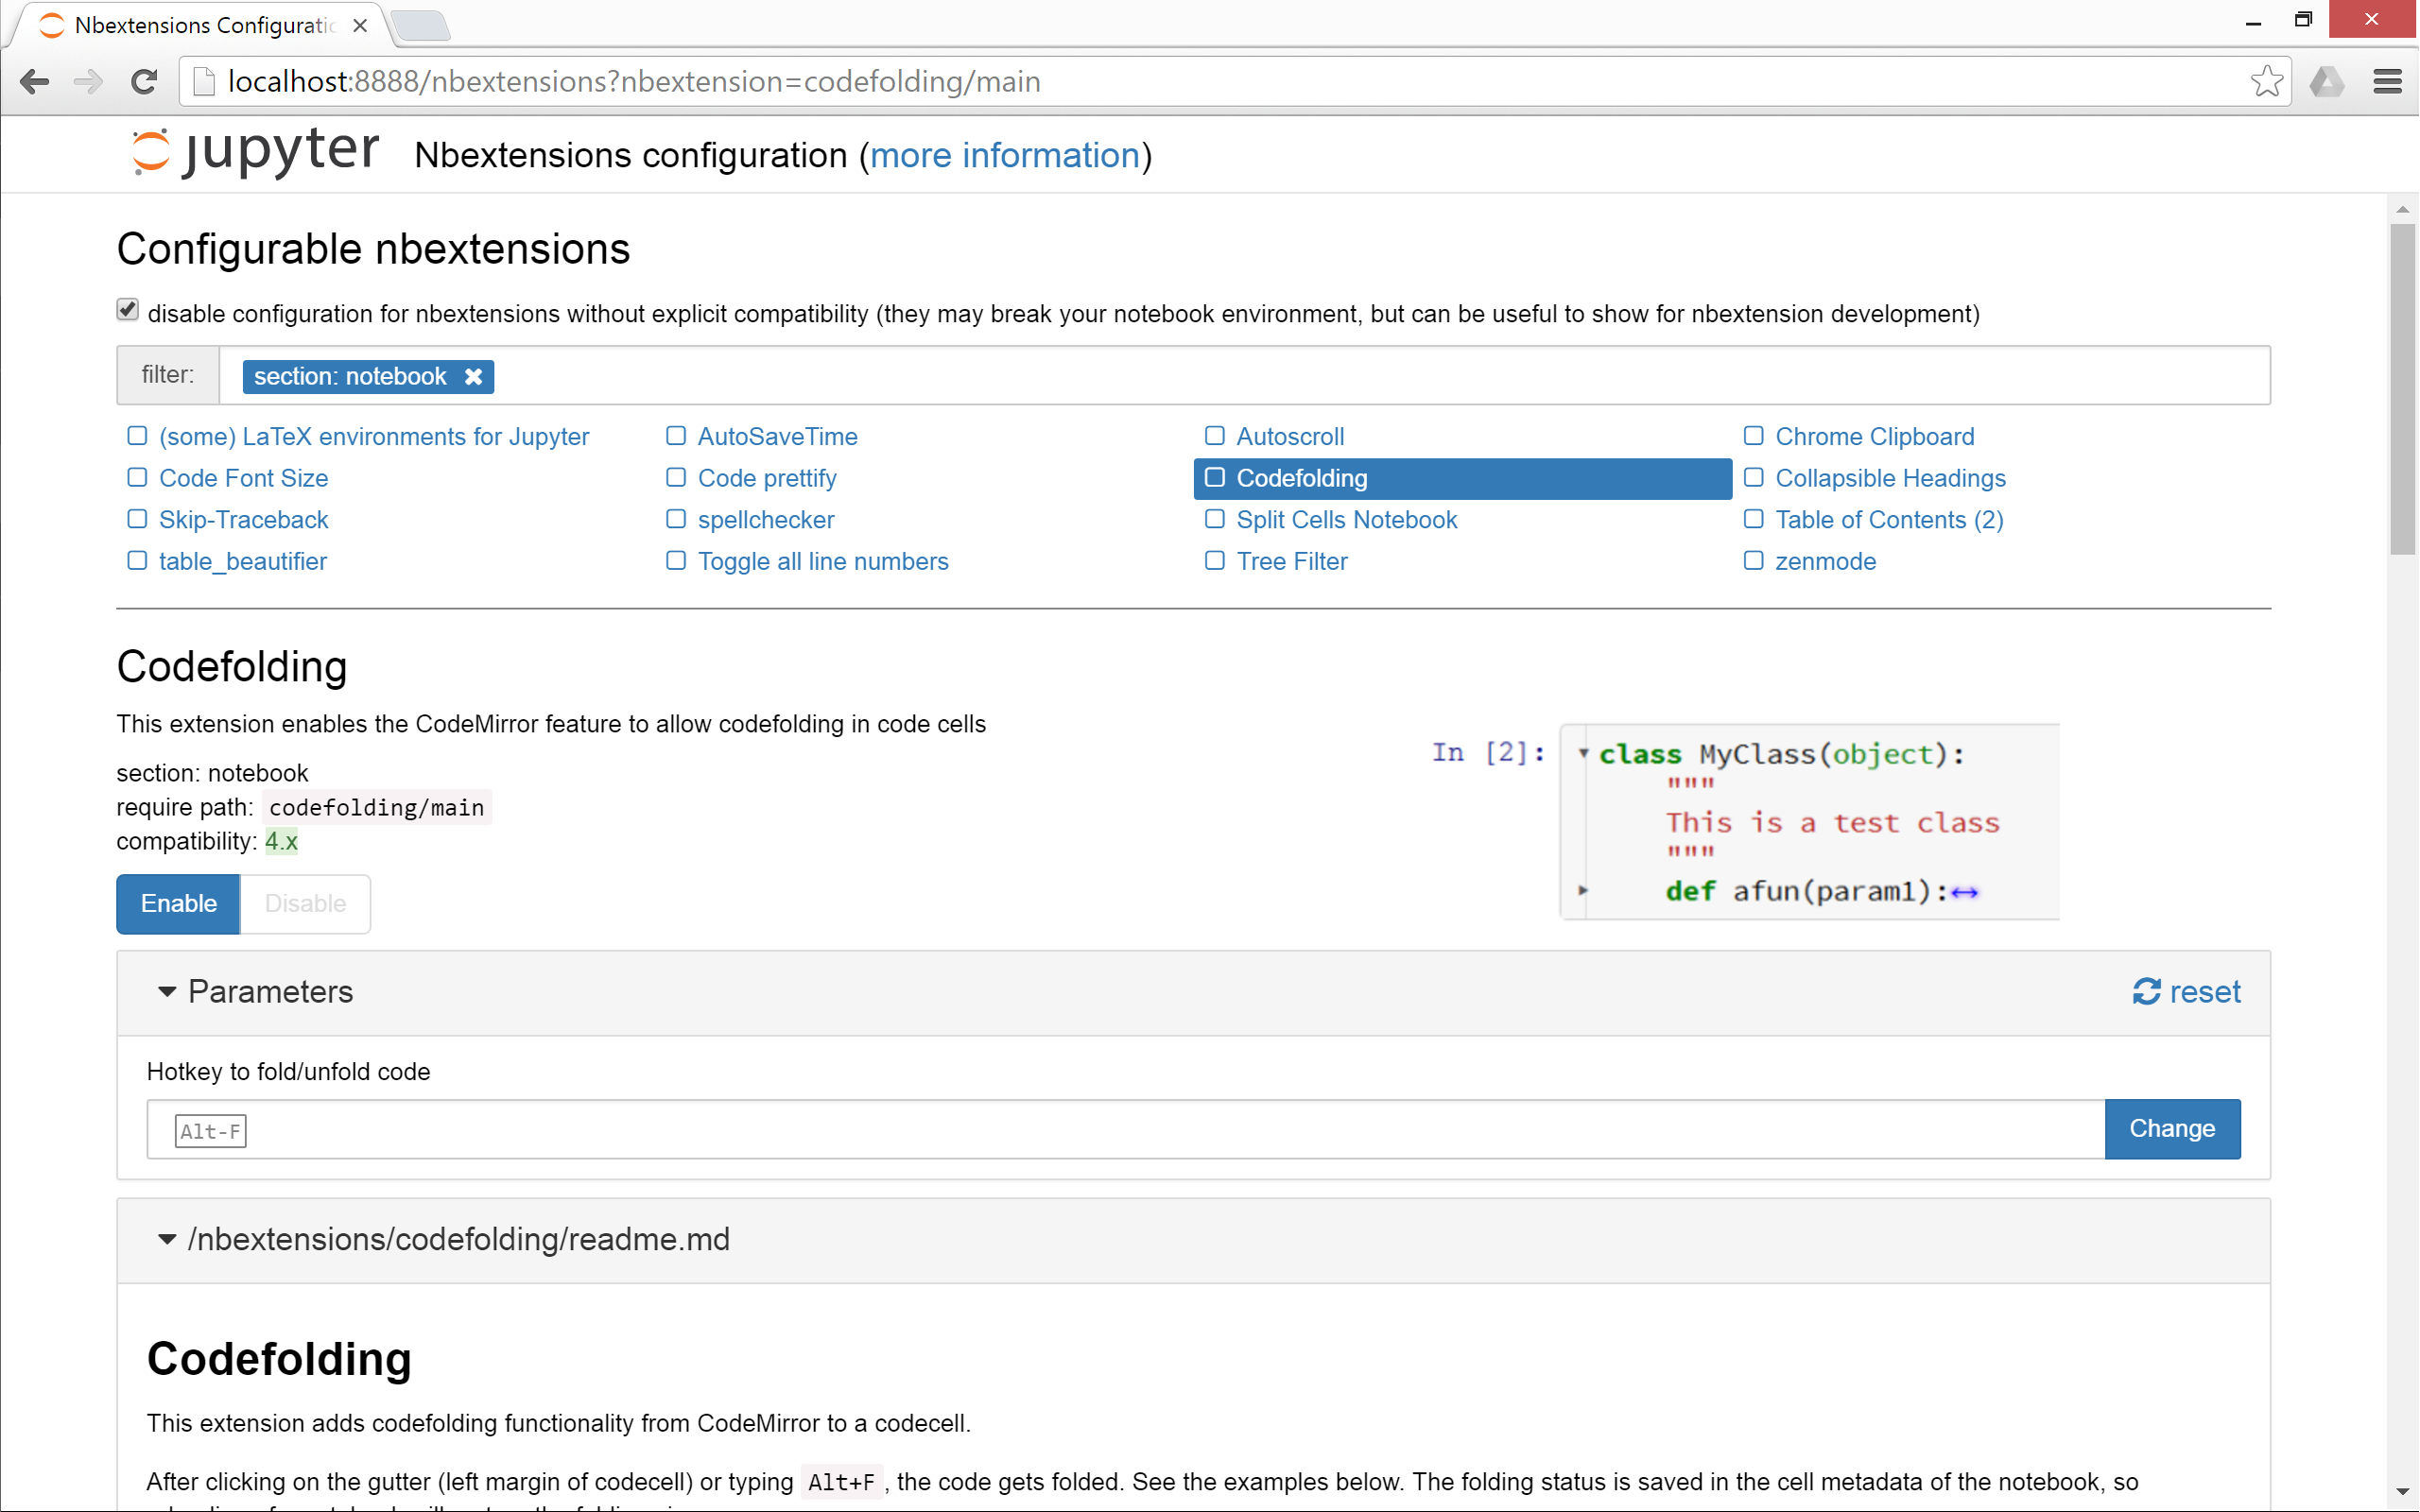 Nbextensions Configuratio
localhost:8888/nbextensions?nbextension=codefolding/main
jupyter Nbextensions configuration (more information)
Configurable nbextensions
disable configuration for nbextensions without explicit compatibility (they may break your notebook environment, but can be useful to show for nbextension development)
filter: section: notebook
(some) LaTeX environments for Jupyter AutoSaveTime Autoscroll Chrome Clipboard
Code Font Size Code prettify Codefolding Collapsible Headings
Skip-Traceback spellchecker Split Cells Notebook Table of Contents (2)
table_beautifier Toggle all line numbers Tree Filter zenmode
Codefolding
This extension enables the CodeMirror feature to allow codefolding in code cells
section: notebook
require path: codefolding/main
compatibility: 4.x
Enable Disable
In [2]: class MyClass(object):
"""
This is a test class
"""
def afun(param1):
Parameters reset
Hotkey to fold/unfold code
Alt-F Change
/nbextensions/codefolding/readme.md
Codefolding
This extension adds codefolding functionality from CodeMirror to a codecell.
After clicking on the gutter (left margin of codecell) or typing Alt+F, the code gets folded. See the examples below. The folding status is saved in the cell metadata of the notebook, so